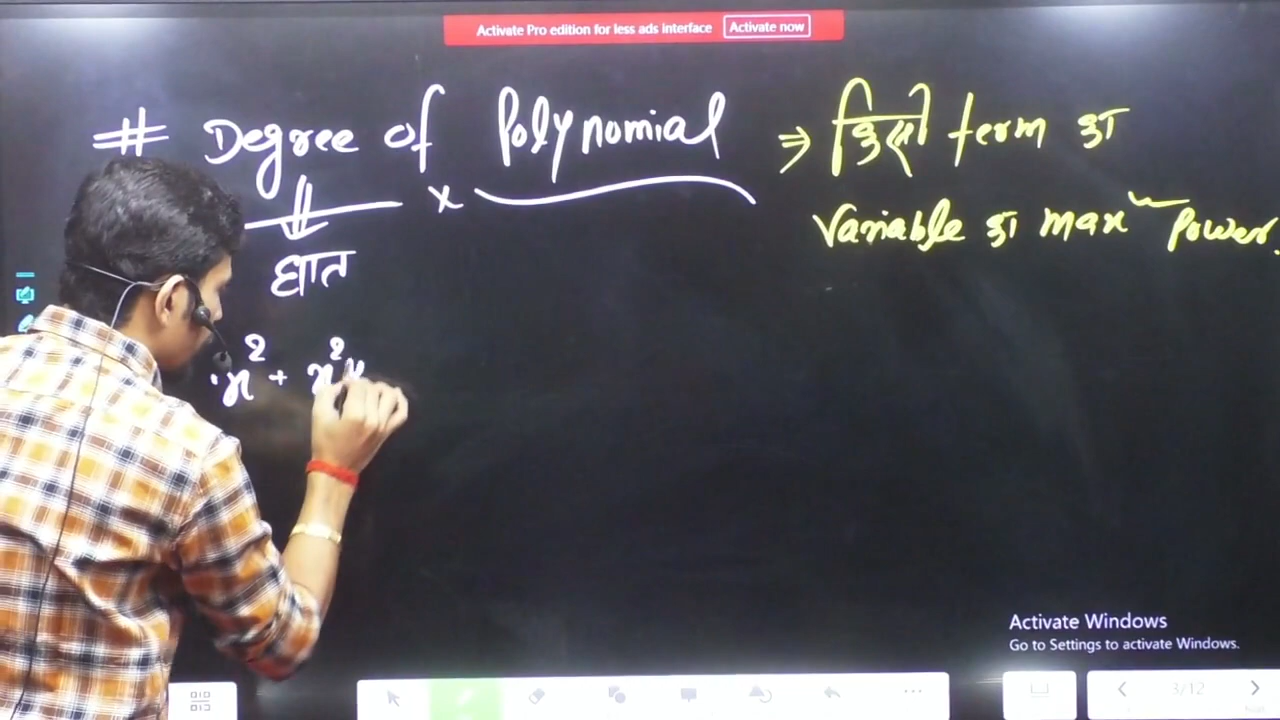 Activate Pro edition for less ads interface Activate now
# Degree of Polynomial ⇒ किसी term का
x
Variable का max^m Power.
घात
x² + x²y
Activate Windows
Go to Settings to activate Windows.
3/12